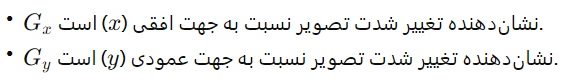 • $G_x$ نشان‌دهنده تغییر شدت تصویر نسبت به جهت افقی ($x$) است.
• $G_y$ نشان‌دهنده تغییر شدت تصویر نسبت به جهت عمودی ($y$) است.